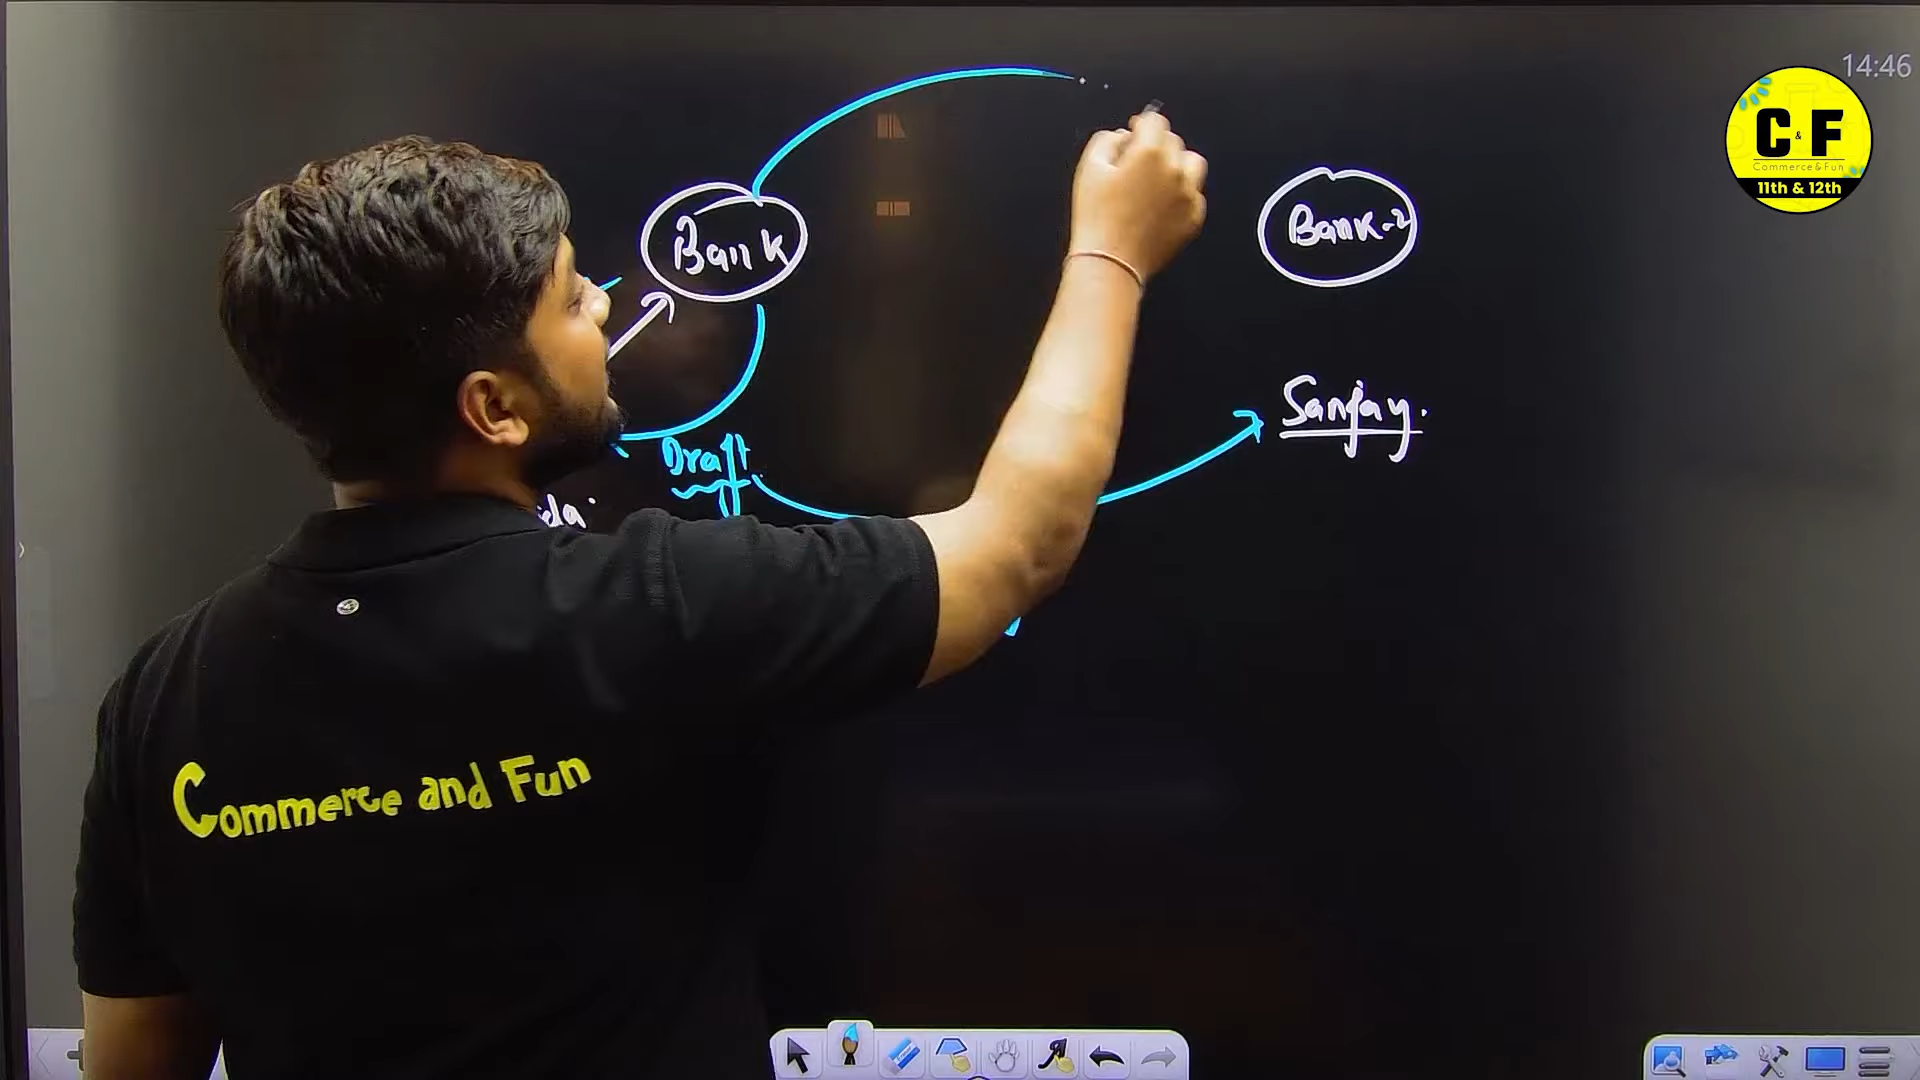 14:46
C & F
Commerce & Fun
11th & 12th
Bank
Bank-2
Sanjay.
Draft
Commerce and Fun